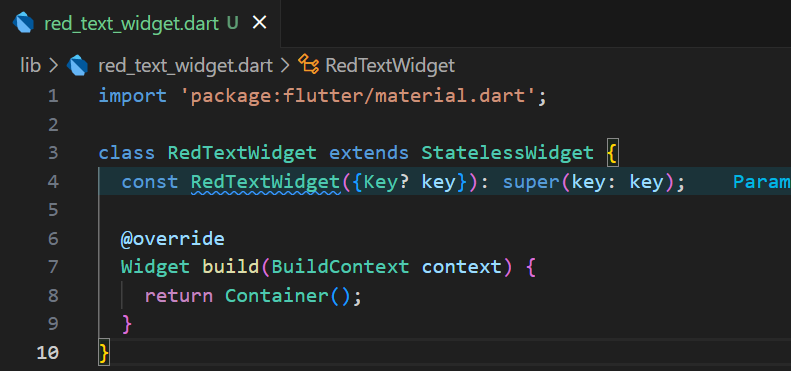 red_text_widget.dart U ×
lib > red_text_widget.dart > RedTextWidget
1 import 'package:flutter/material.dart';
2
3 class RedTextWidget extends StatelessWidget {
4   const RedTextWidget({Key? key}): super(key: key);    Param
5
6   @override
7   Widget build(BuildContext context) {
8     return Container();
9   }
10 }